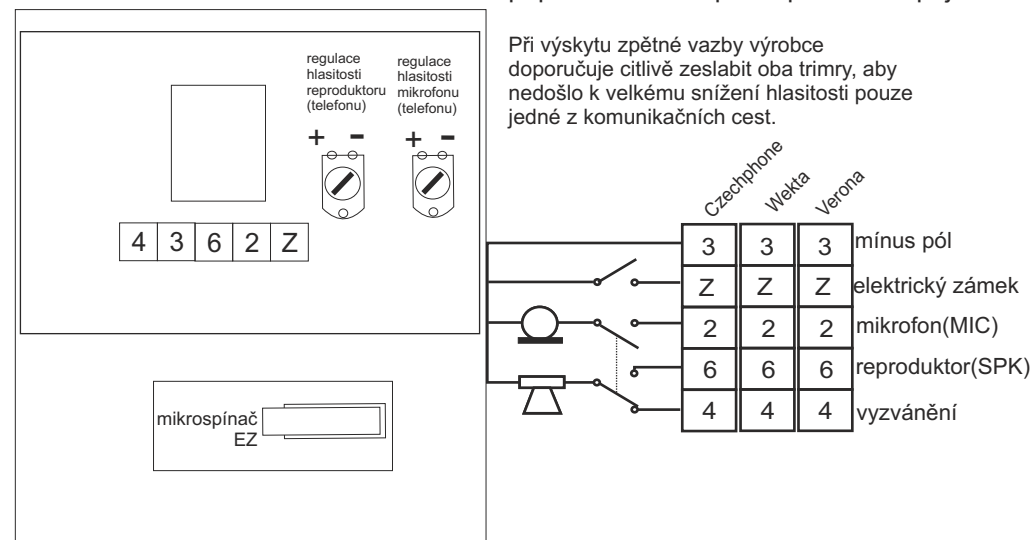 regulace
hlasitosti
reproduktoru
(telefonu)
regulace
hlasitosti
mikrofonu
(telefonu)
+ -
+ -
4 3 6 2 Z
mikrospínač
EZ
Při výskytu zpětné vazby výrobce
doporučuje citlivě zeslabit oba trimry, aby
nedošlo k velkému snížení hlasitosti pouze
jedné z komunikačních cest.
Czechphone
Wekta
Verona
3 3 3 mínus pól
Z Z Z elektrický zámek
2 2 2 mikrofon(MIC)
6 6 6 reproduktor(SPK)
4 4 4 vyzvánění